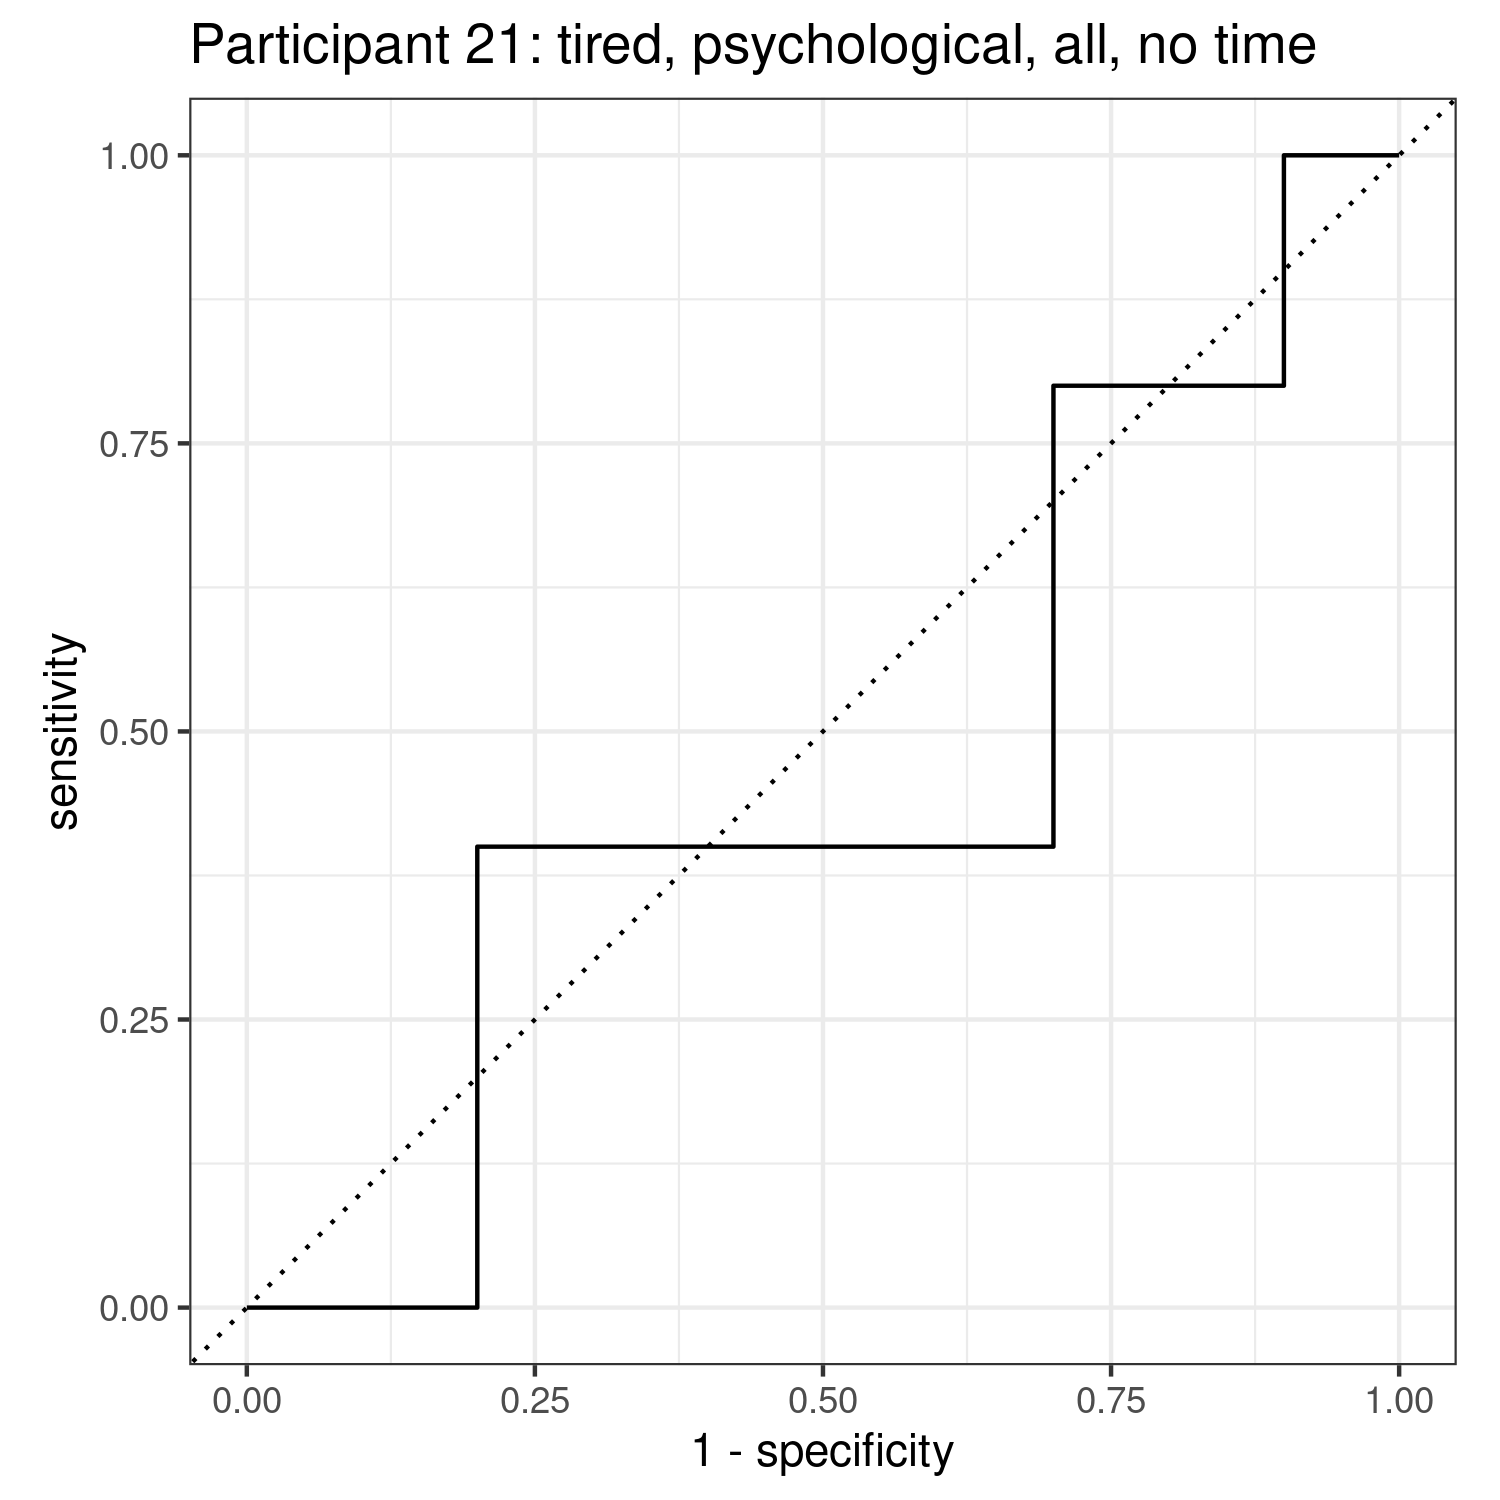 Participant 21: tired, psychological, all, no time
1.00
0.75
0.50
0.25
0.00
sensitivity
0.00 0.25 0.50 0.75 1.00
1 - specificity